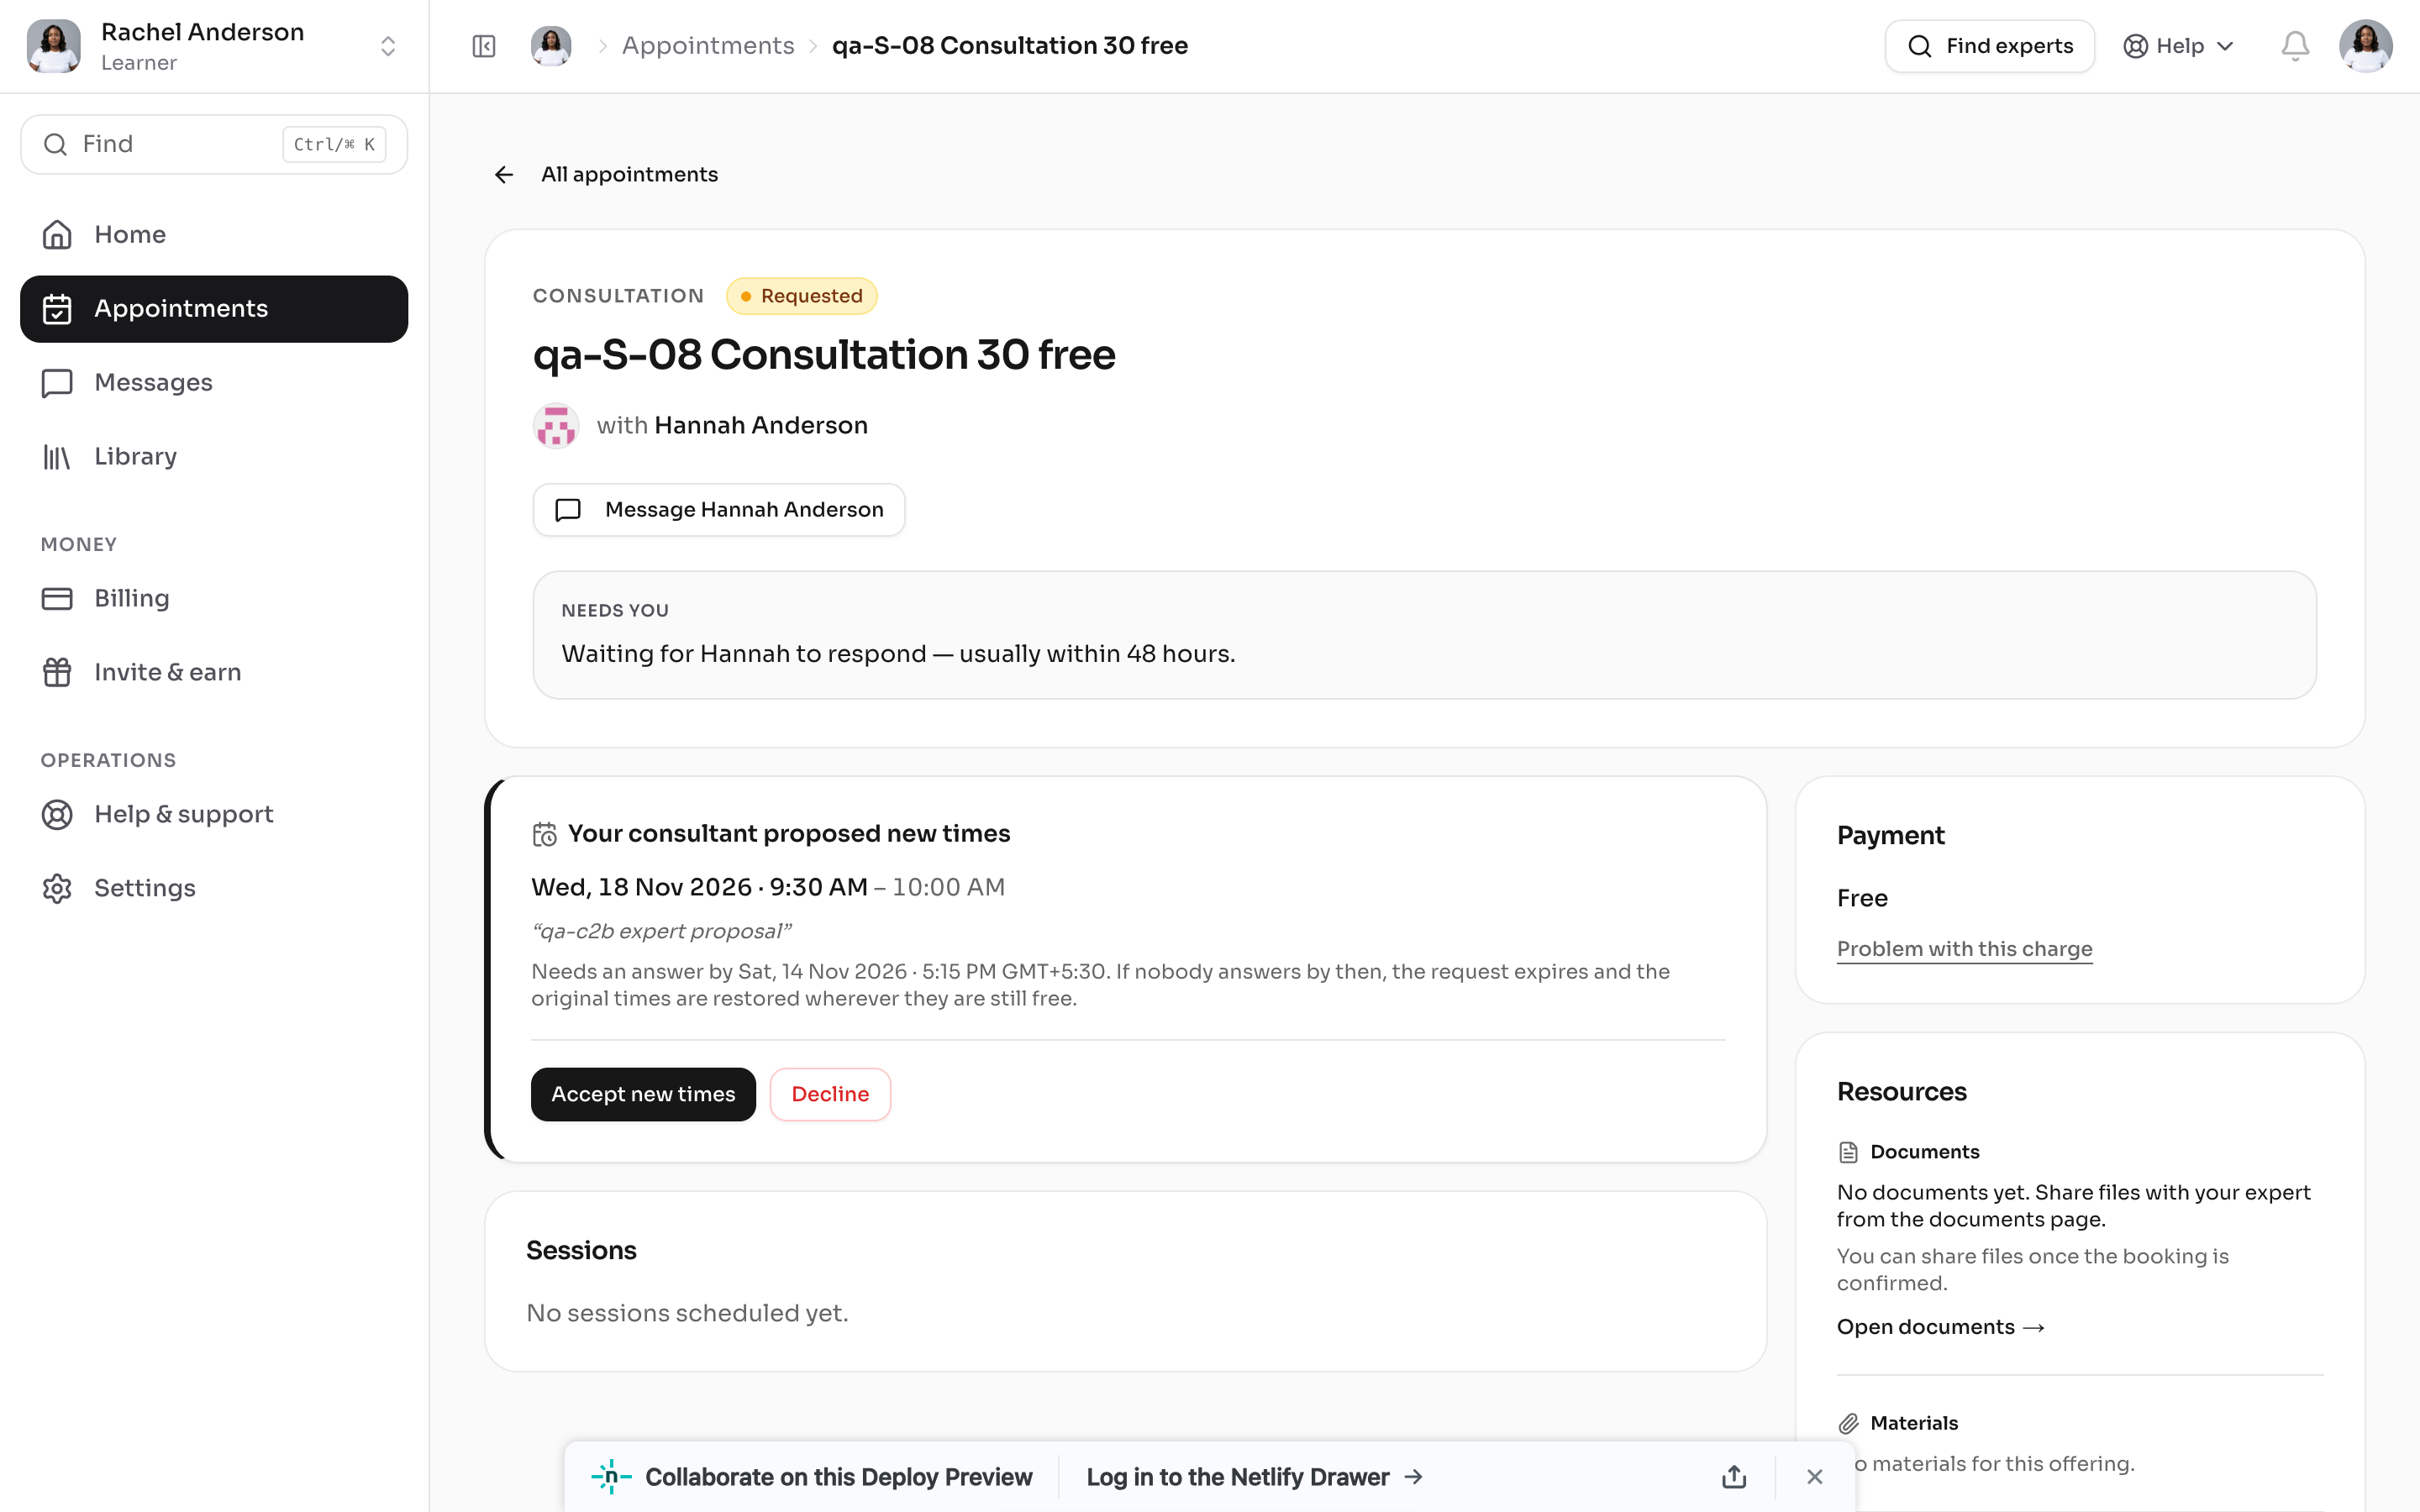 Rachel Anderson
Learner
Find
Ctrl/⌘ K
Home
Appointments
Messages
Library
MONEY
Billing
Invite & earn
OPERATIONS
Help & support
Settings
Appointments
qa-S-08 Consultation 30 free
Find experts
Help
All appointments
CONSULTATION
Requested
qa-S-08 Consultation 30 free
with Hannah Anderson
Message Hannah Anderson
NEEDS YOU
Waiting for Hannah to respond — usually within 48 hours.
Your consultant proposed new times
Wed, 18 Nov 2026 · 9:30 AM – 10:00 AM
“qa-c2b expert proposal”
Needs an answer by Sat, 14 Nov 2026 · 5:15 PM GMT+5:30. If nobody answers by then, the request expires and the
original times are restored wherever they are still free.
Accept new times
Decline
Sessions
No sessions scheduled yet.
Payment
Free
Problem with this charge
Resources
Documents
No documents yet. Share files with your expert
from the documents page.
You can share files once the booking is
confirmed.
Open documents →
Materials
o materials for this offering.
Collaborate on this Deploy Preview
Log in to the Netlify Drawer →